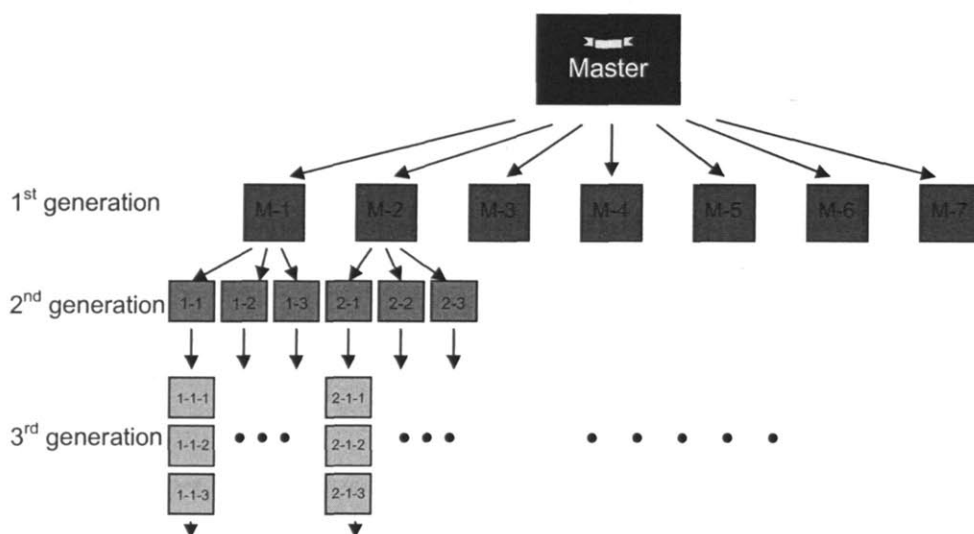 Master
1st generation
M-1 M-2 M-3 M-4 M-5 M-6 M-7
2nd generation
1-1 1-2 1-3 2-1 2-2 2-3
1-1-1 2-1-1
3rd generation
1-1-2 2-1-2
1-1-3 2-1-3